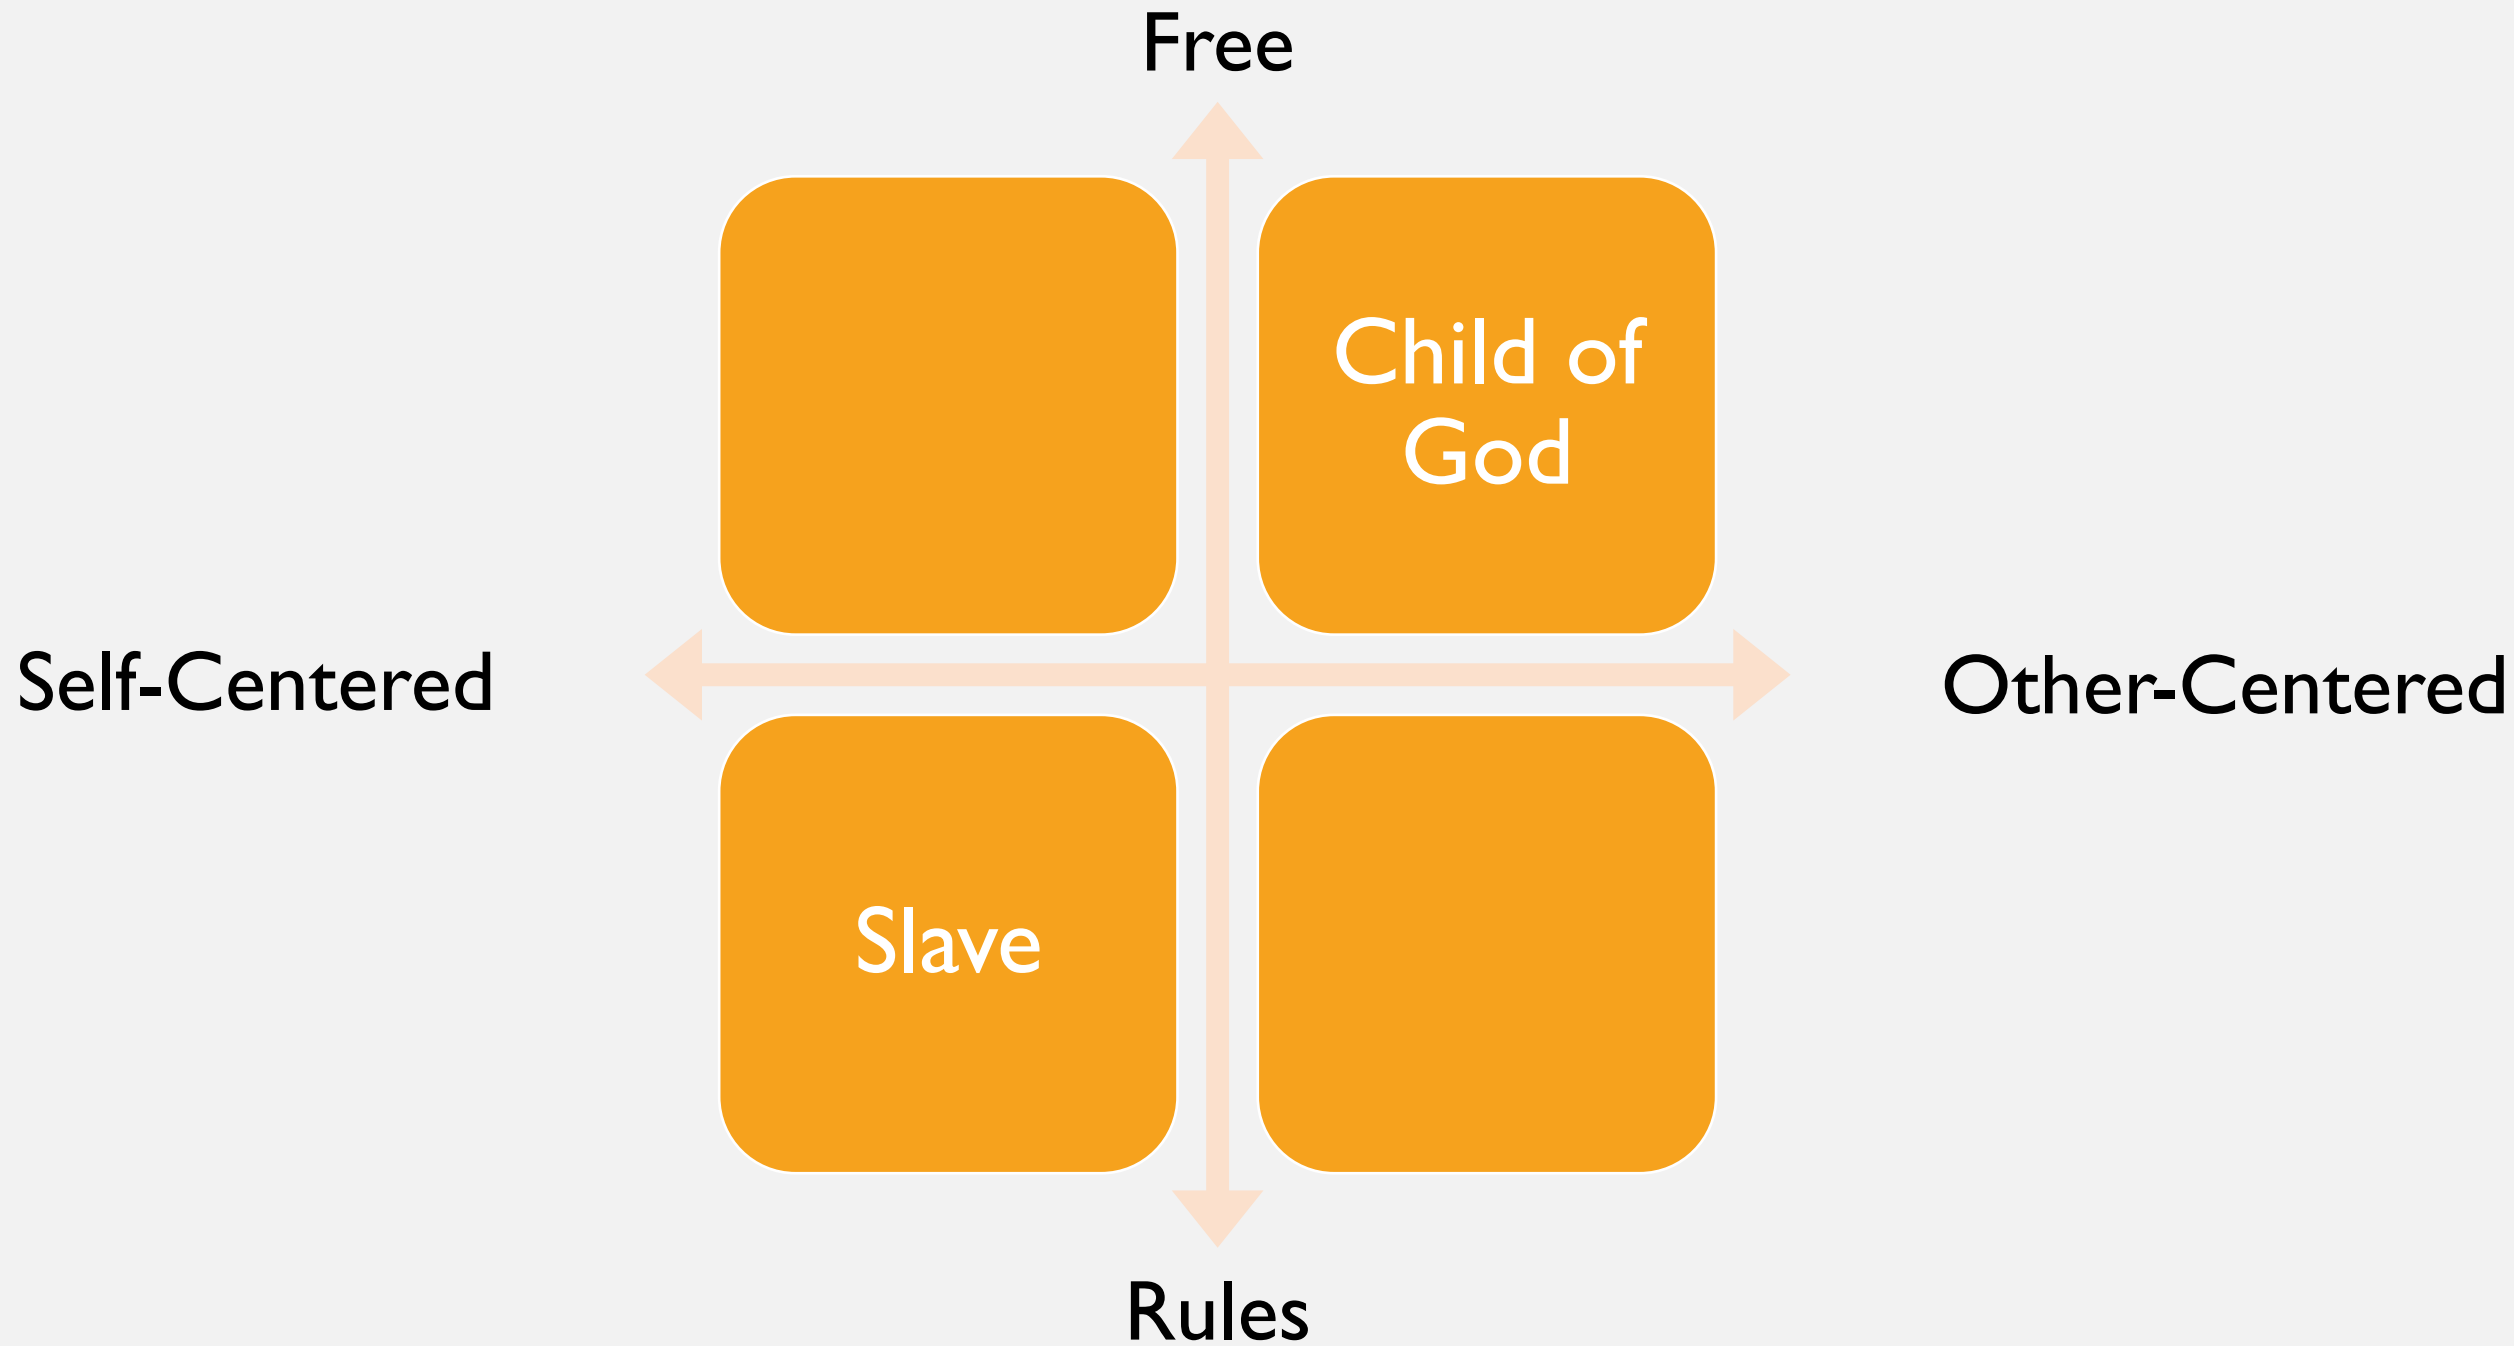 Free
Child of
God
Self-Centered
Other-Centered
Slave
Rules